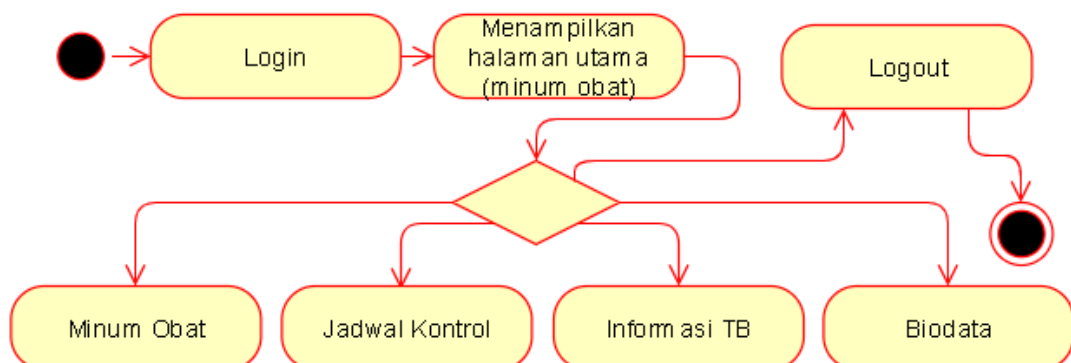 Login
Menampilkan
halaman utama
(minum obat)
Logout
Minum Obat
Jadwal Kontrol
Informasi TB
Biodata